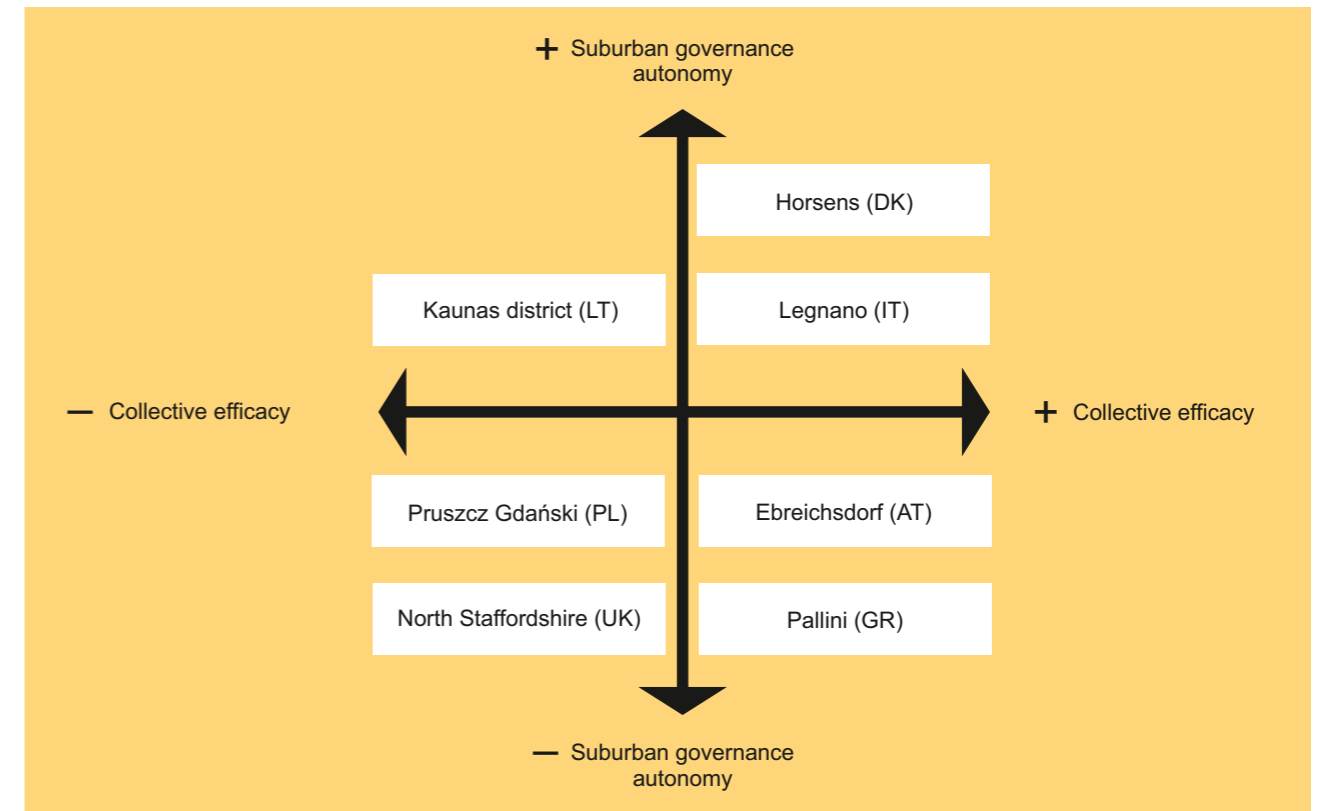 + Suburban governance
autonomy
Horsens (DK)
Kaunas district (LT)
Legnano (IT)
− Collective efficacy
+ Collective efficacy
Pruszcz Gdański (PL)
Ebreichsdorf (AT)
North Staffordshire (UK)
Pallini (GR)
− Suburban governance
autonomy